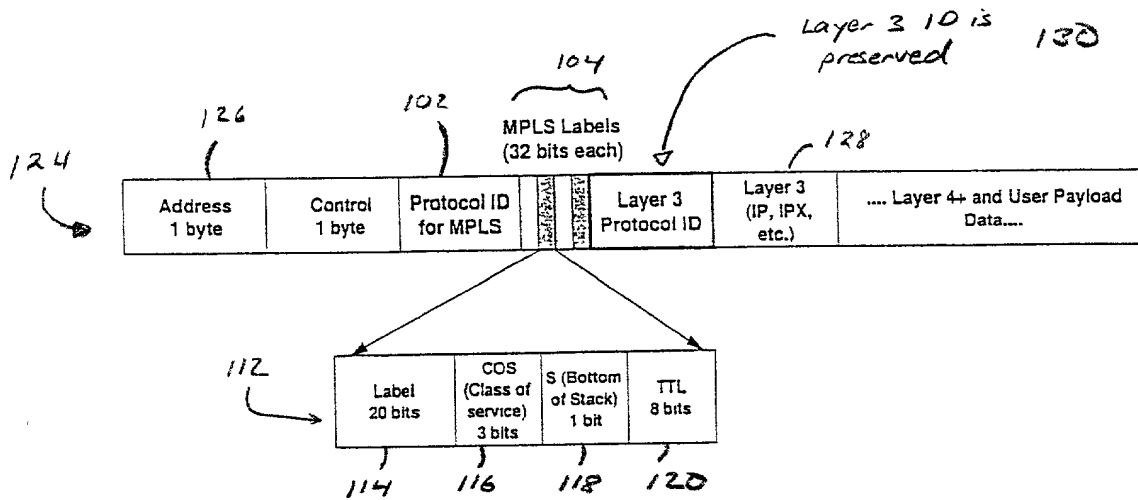 Layer 3 ID is
preserved
130
104
126
102
MPLS Labels
(32 bits each)
128
124
Address
1 byte
Control
1 byte
Protocol ID
for MPLS
Layer 3
Protocol ID
Layer 3
(IP, IPX,
etc.)
.... Layer 4+ and User Payload
Data....
112
Label
20 bits
COS
(Class of
service)
3 bits
S (Bottom
of Stack)
1 bit
TTL
8 bits
114
116
118
120